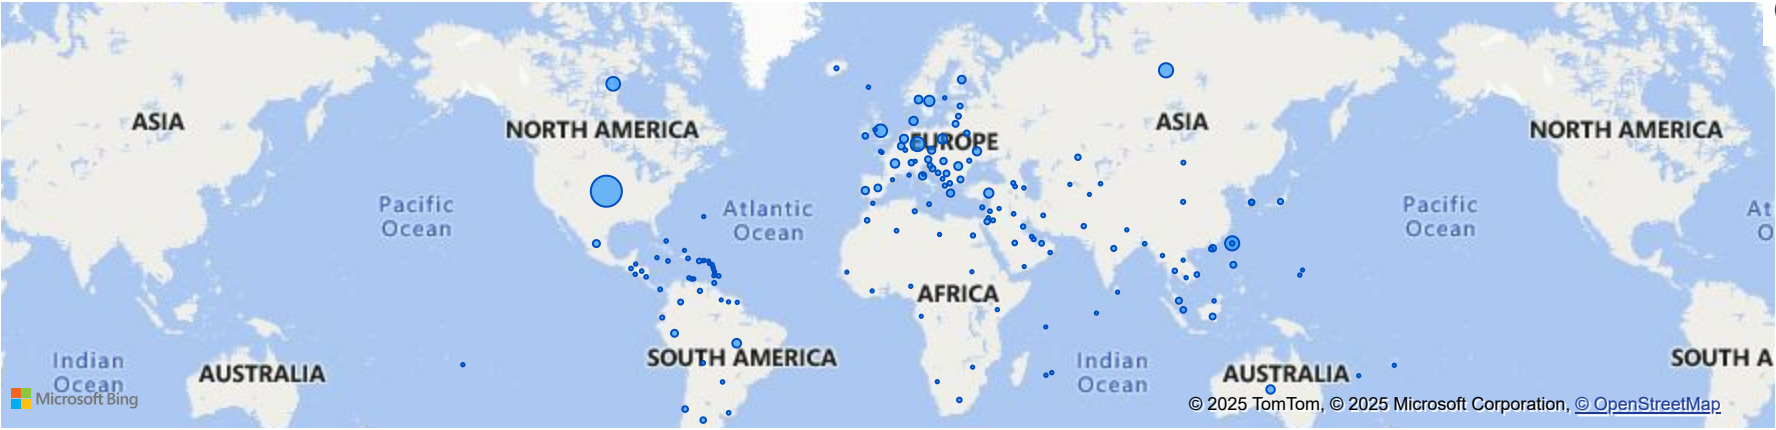 ASIA
NORTH AMERICA
EUROPE
ASIA
NORTH AMERICA
Pacific
Ocean
Atlantic
Ocean
Pacific
Ocean
At
O
AFRICA
Indian
Ocean
AUSTRALIA
SOUTH AMERICA
Indian
Ocean
AUSTRALIA
SOUTH A
Microsoft Bing
© 2025 TomTom, © 2025 Microsoft Corporation, © OpenStreetMap